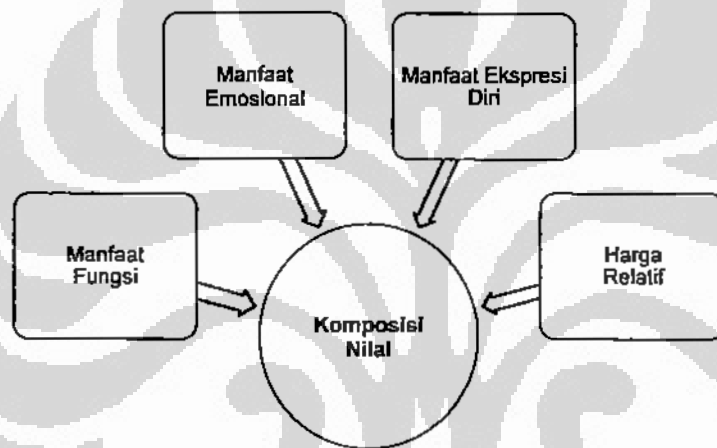 Manfaat
Emosional
Manfaat Ekspresi
Diri
Manfaat
Fungsi
Harga
Relatif
Komposisi
Nilai